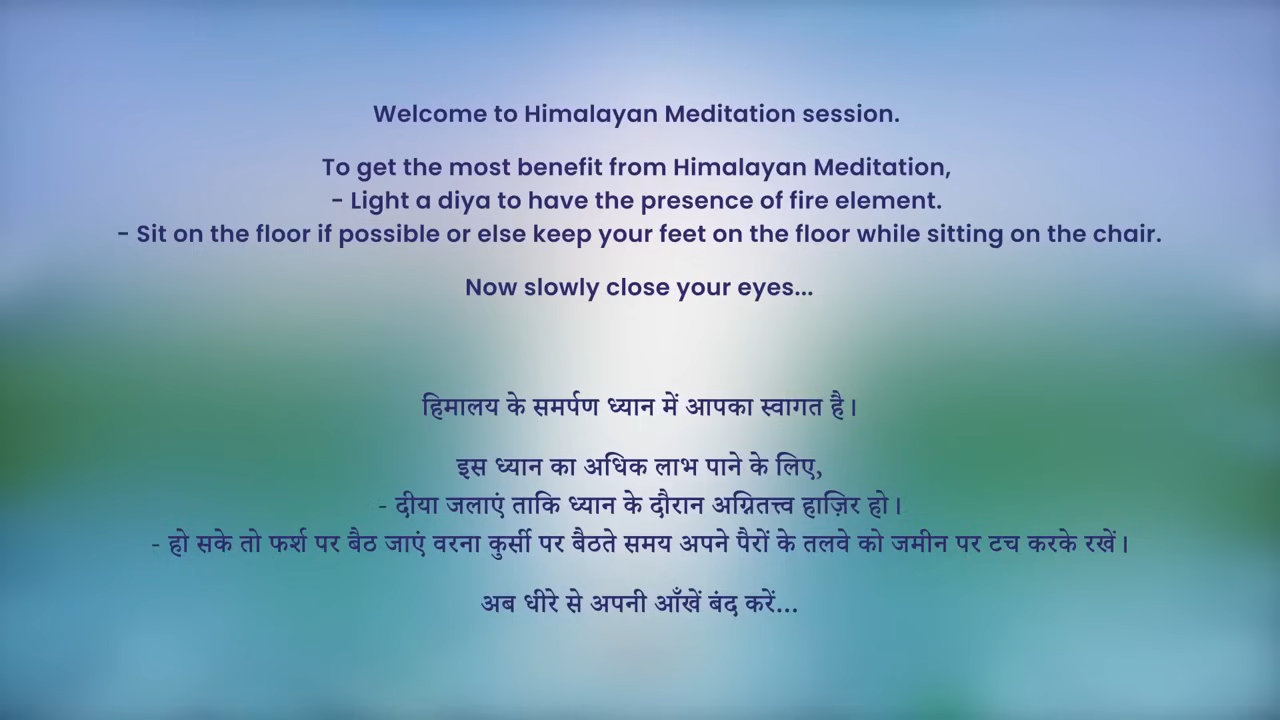 Welcome to Himalayan Meditation session.
To get the most benefit from Himalayan Meditation,
- Light a diya to have the presence of fire element.
- Sit on the floor if possible or else keep your feet on the floor while sitting on the chair.
Now slowly close your eyes...
हिमालय के समर्पण ध्यान में आपका स्वागत है।
इस ध्यान का अधिक लाभ पाने के लिए,
- दीया जलाएं ताकि ध्यान के दौरान अग्नितत्त्व हाज़िर हो।
- हो सके तो फर्श पर बैठ जाएं वरना कुर्सी पर बैठते समय अपने पैरों के तलवे को जमीन पर टच करके रखें।
अब धीरे से अपनी आँखें बंद करें...